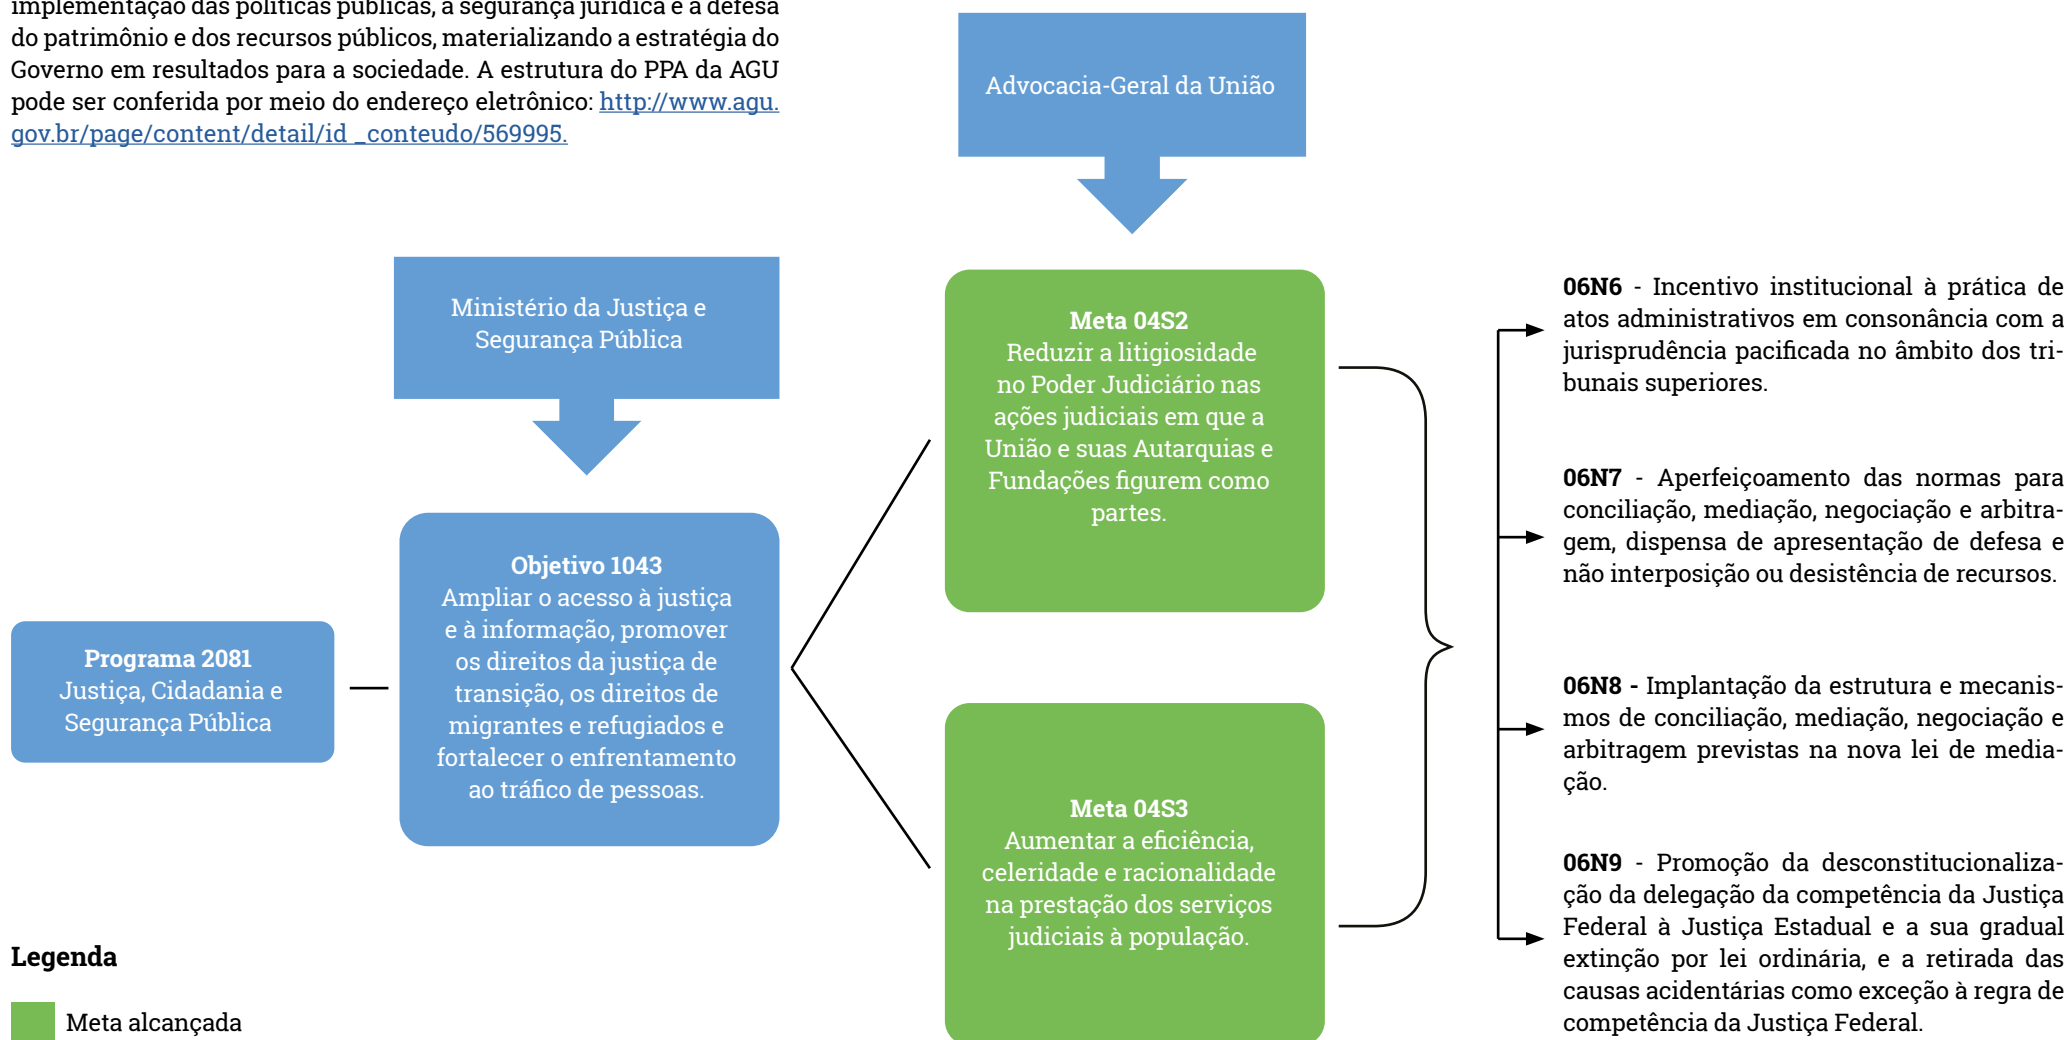 implementação das políticas públicas, a segurança jurídica e a defesa
do patrimônio e dos recursos públicos, materializando a estratégia do
Governo em resultados para a sociedade. A estrutura do PPA da AGU
pode ser conferida por meio do endereço eletrônico: http://www.agu.
gov.br/page/content/detail/id _conteudo/569995.
Advocacia-Geral da União
Ministério da Justiça e
Segurança Pública
Programa 2081
Justiça, Cidadania e
Segurança Pública
Objetivo 1043
Ampliar o acesso à justiça
e à informação, promover
os direitos da justiça de
transição, os direitos de
migrantes e refugiados e
fortalecer o enfrentamento
ao tráfico de pessoas.
Meta 04S2
Reduzir a litigiosidade
no Poder Judiciário nas
ações judiciais em que a
União e suas Autarquias e
Fundações figurem como
partes.
Meta 04S3
Aumentar a eficiência,
celeridade e racionalidade
na prestação dos serviços
judiciais à população.
06N6 - Incentivo institucional à prática de
atos administrativos em consonância com a
jurisprudência pacificada no âmbito dos tri-
bunais superiores.
06N7 - Aperfeiçoamento das normas para
conciliação, mediação, negociação e arbitra-
gem, dispensa de apresentação de defesa e
não interposição ou desistência de recursos.
06N8 - Implantação da estrutura e mecanis-
mos de conciliação, mediação, negociação e
arbitragem previstas na nova lei de media-
ção.
06N9 - Promoção da desconstitucionaliza-
ção da delegação da competência da Justiça
Federal à Justiça Estadual e a sua gradual
extinção por lei ordinária, e a retirada das
causas acidentárias como exceção à regra de
competência da Justiça Federal.
Legenda
Meta alcançada